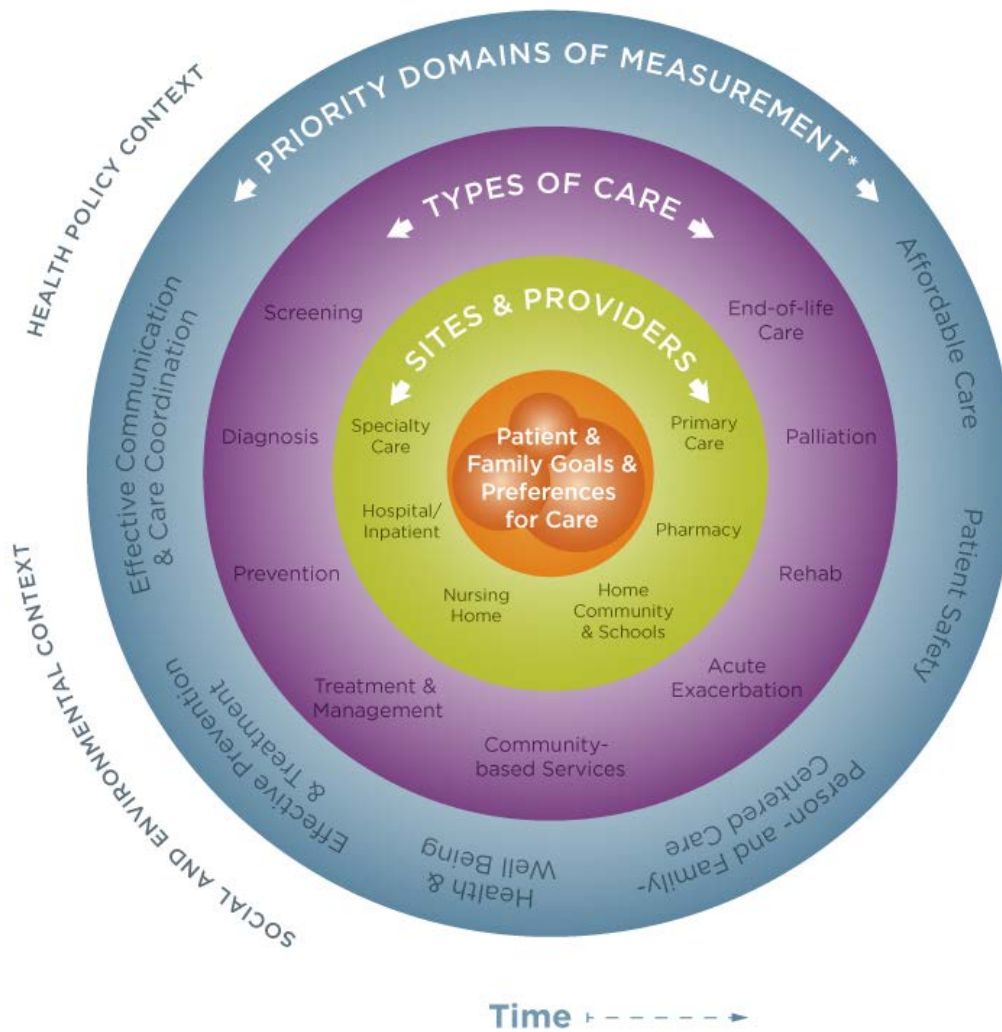 HEALTH POLICY CONTEXT
SOCIAL AND ENVIRONMENTAL CONTEXT
PRIORITY DOMAINS OF MEASUREMENT*
Effective Communication
& Care Coordination
Effective Prevention
& Treatment
Health &
Well Being
Person- and Family-
Centered Care
Patient Safety
Affordable Care
TYPES OF CARE
Screening
Diagnosis
Prevention
Treatment &
Management
Community-
based Services
Acute
Exacerbation
Rehab
Palliation
End-of-life
Care
SITES & PROVIDERS
Specialty
Care
Hospital/
Inpatient
Nursing
Home
Home
Community
& Schools
Pharmacy
Primary
Care
Patient &
Family Goals &
Preferences
for Care
Time